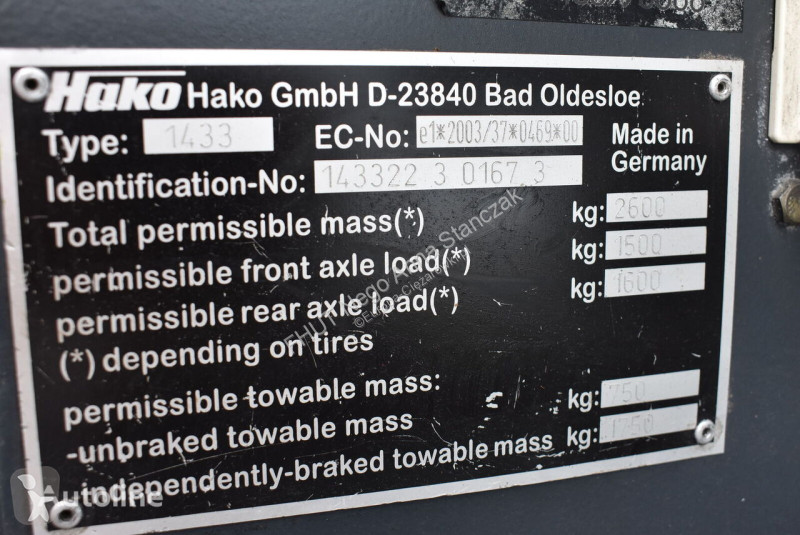 Hako Hako GmbH D-23840 Bad Oldesloe
Type: 1433 EC-No: e1*2003/37*0469*00 Made in Germany
Identification-No: 143322 3 0167 3
Total permissible mass(*) kg: 2600
permissible front axle load(*) kg: 1500
permissible rear axle load(*) kg: 1600
(*) depending on tires
permissible towable mass:
-unbraked towable mass kg: 750
-independently-braked towable mass kg:
Autoline